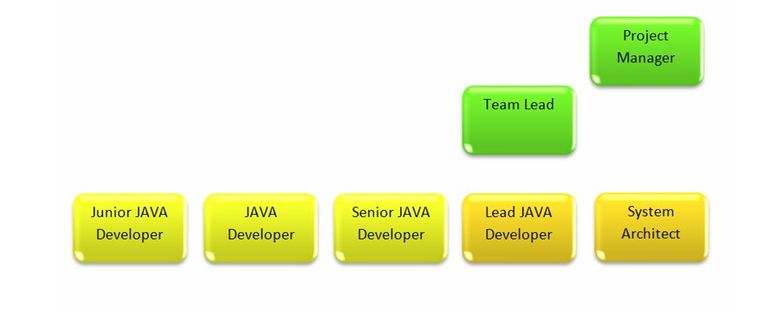 Project
Manager
Team Lead
Junior JAVA
Developer
JAVA
Developer
Senior JAVA
Developer
Lead JAVA
Developer
System
Architect